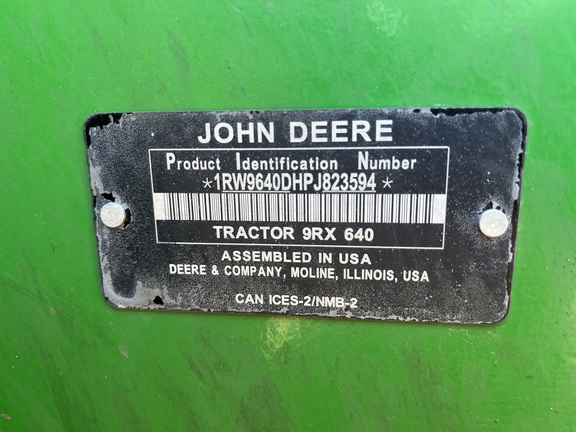 JOHN DEERE
Product Identification Number
*1RW9640DHPJ823594*
TRACTOR 9RX 640
ASSEMBLED IN USA
DEERE & COMPANY, MOLINE, ILLINOIS, USA
CAN ICES-2/NMB-2